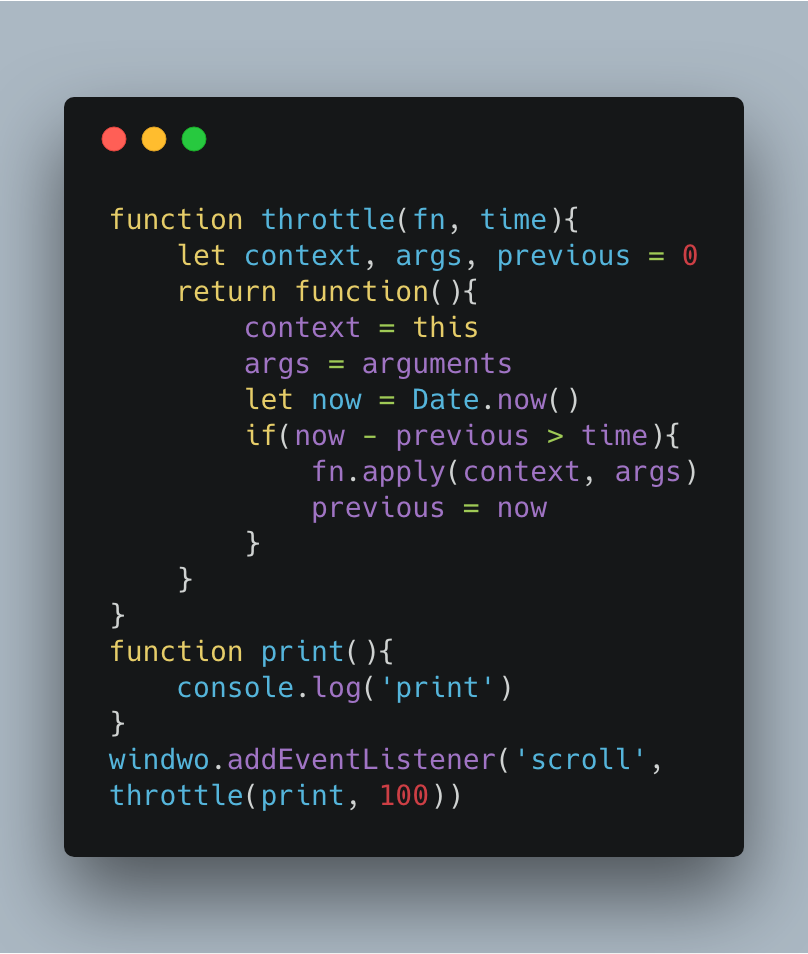 function throttle(fn, time){
    let context, args, previous = 0
    return function(){
        context = this
        args = arguments
        let now = Date.now()
        if(now - previous > time){
            fn.apply(context, args)
            previous = now
        }
    }
}
function print(){
    console.log('print')
}
windwo.addEventListener('scroll',
throttle(print, 100))